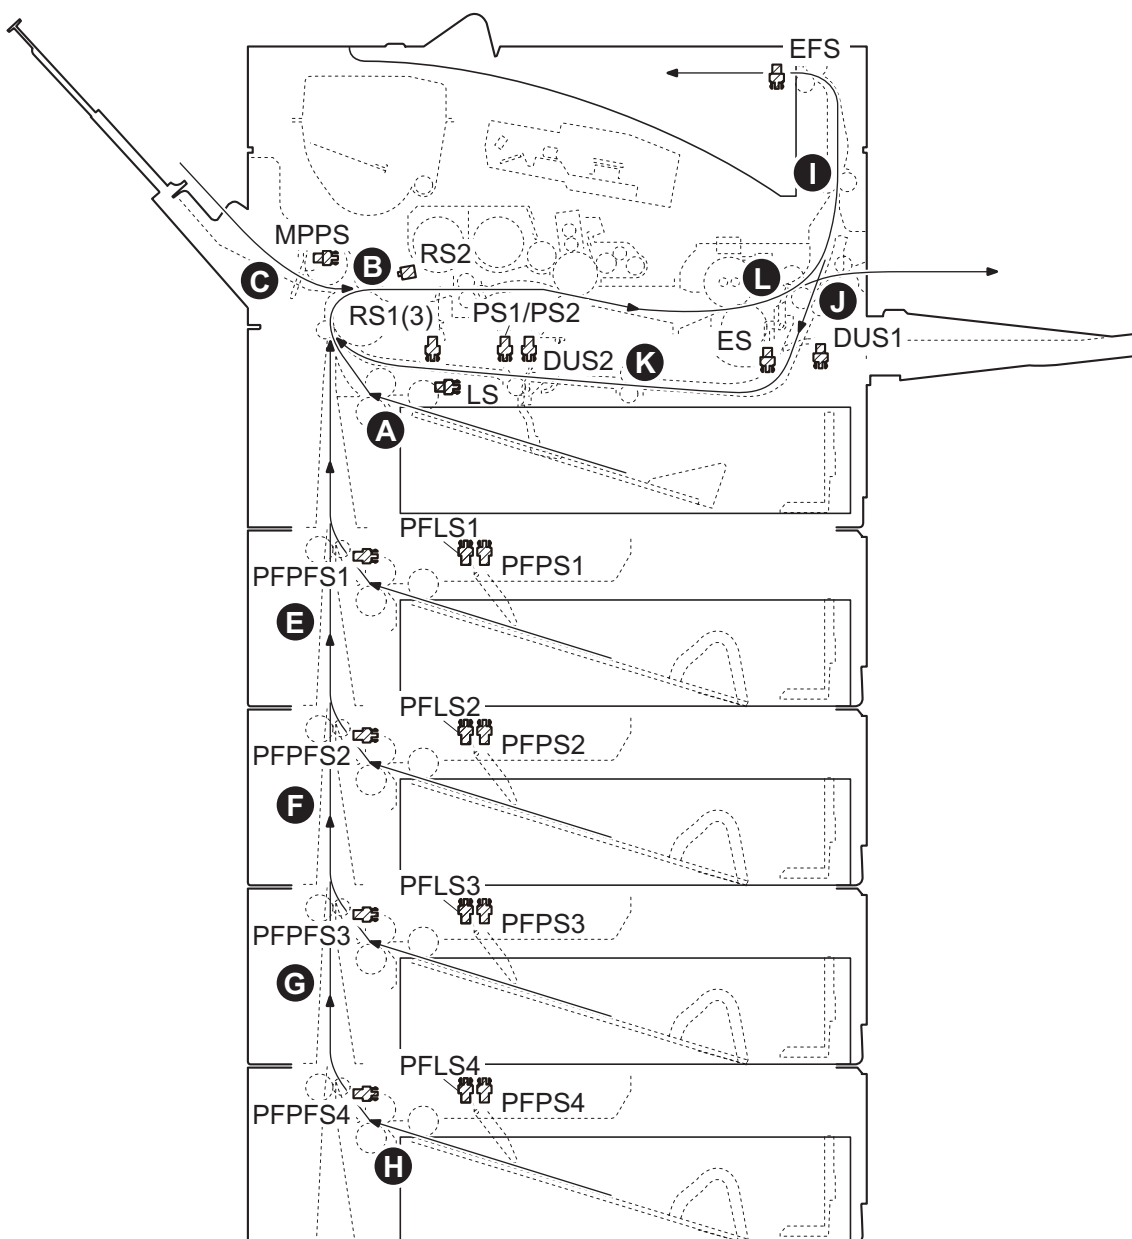 EFS
I
MPPS
B
RS2
C
L
J
RS1(3)
PS1/PS2
ES
DUS1
DUS2
K
LS
A
PFLS1
PFPS1
PFPFS1
E
PFLS2
PFPS2
PFPFS2
F
PFLS3
PFPS3
PFPFS3
G
PFLS4
PFPS4
PFPFS4
H